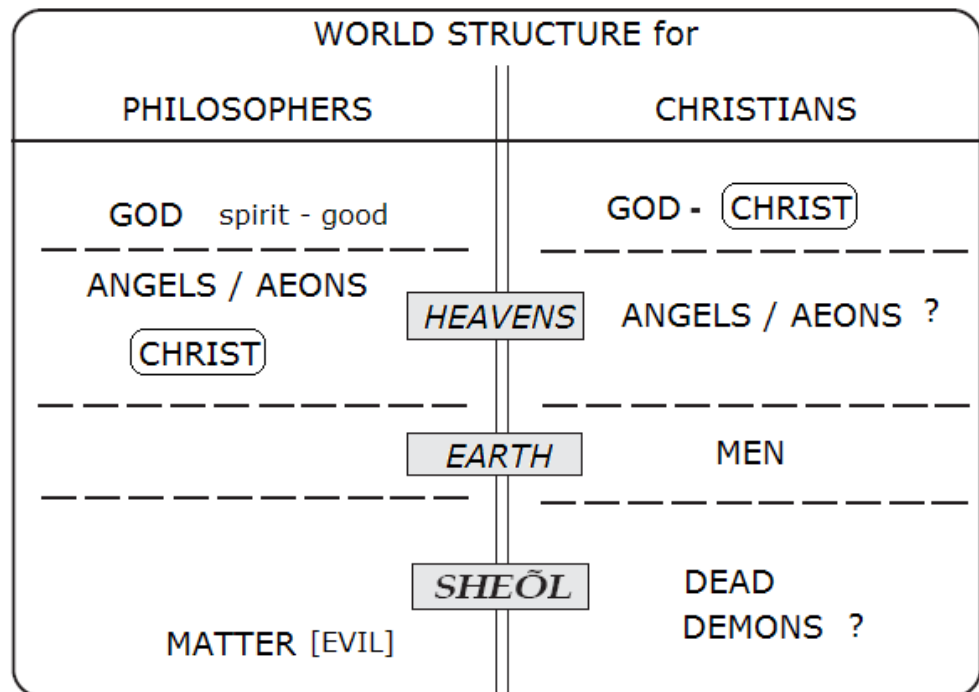 WORLD STRUCTURE for
PHILOSOPHERS
CHRISTIANS
GOD spirit - good
GOD - CHRIST
ANGELS / AEONS
CHRIST
HEAVENS
ANGELS / AEONS ?
EARTH
MEN
SHEÕL
DEAD
DEMONS ?
MATTER [EVIL]